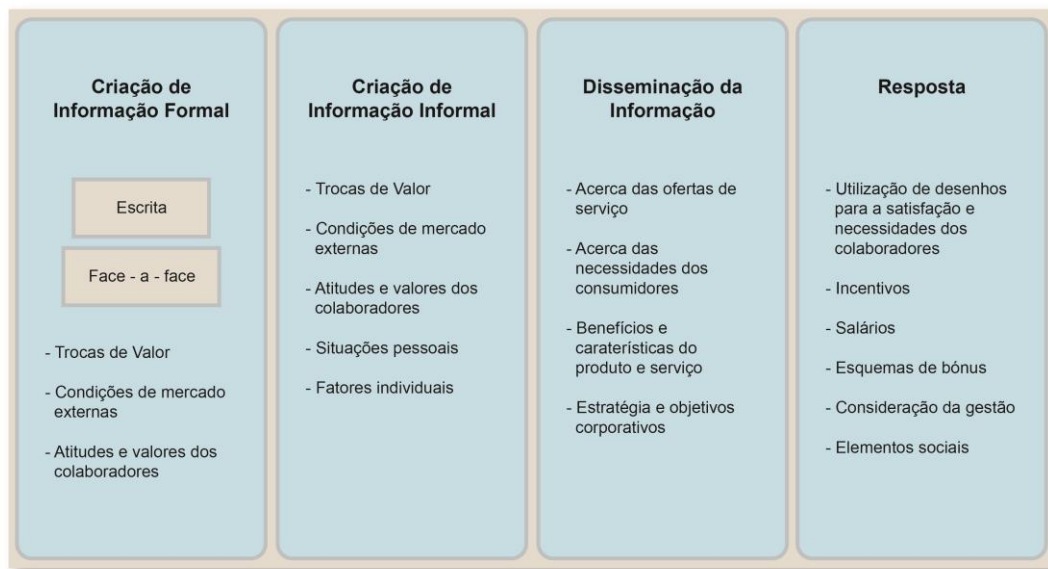 Criação de
Informação Formal
Escrita
Face - a - face
- Trocas de Valor
- Condições de mercado
externas
- Atitudes e valores dos
colaboradores
Criação de
Informação Informal
- Trocas de Valor
- Condições de mercado
externas
- Atitudes e valores dos
colaboradores
- Situações pessoais
- Fatores individuais
Disseminação da
Informação
- Acerca das ofertas de
serviço
- Acerca das
necessidades dos
consumidores
- Benefícios e
caraterísticas do
produto e serviço
- Estratégia e objetivos
corporativos
Resposta
- Utilização de desenhos
para a satisfação e
necessidades dos
colaboradores
- Incentivos
- Salários
- Esquemas de bónus
- Consideração da gestão
- Elementos sociais